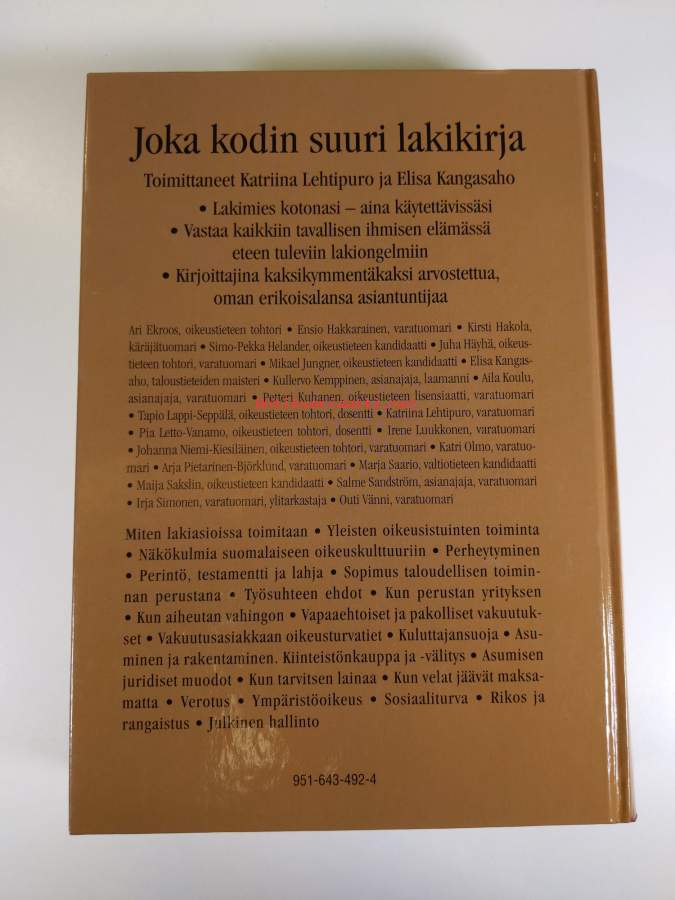 Joka kodin suuri lakikirja
Toimittaneet Katriina Lehtipuro ja Elisa Kangasaho
• Lakimies kotonasi – aina käytettävissäsi
• Vastaa kaikkiin tavallisen ihmisen elämässä
eteen tuleviin lakiongelmiin
• Kirjoittajina kaksikymmentäkaksi arvostettua,
oman erikoisalansa asiantuntijaa
Ari Ekroos, oikeustieteen tohtori • Ensio Hakkarainen, varatuomari • Kirsti Hakola,
käräjätuomari • Simo-Pekka Helander, oikeustieteen kandidaatti • Juha Häyhä, oikeus-
tieteen tohtori, varatuomari • Mikael Jungner, oikeustieteen kandidaatti • Elisa Kangas-
aho, taloustieteiden maisteri • Kullervo Kemppinen, asianajaja, laamanni • Aila Koulu,
asianajaja, varatuomari • Petteri Kuhanen, oikeustieteen lisensiaatti, varatuomari
• Tapio Lappi-Seppälä, oikeustieteen tohtori, dosentti • Katriina Lehtipuro, varatuomari
• Pia Letto-Vanamo, oikeustieteen tohtori, dosentti • Irene Luukkonen, varatuomari
• Johanna Niemi-Kiesiläinen, oikeustieteen tohtori, varatuomari • Katri Olmo, varatuo-
mari • Arja Pietarinen-Björklund, varatuomari • Marja Saario, valtiotieteen kandidaatti
• Maija Sakslin, oikeustieteen kandidaatti • Salme Sandström, asianajaja, varatuomari
• Irja Simonen, varatuomari, ylitarkastaja • Outi Vänni, varatuomari
Miten lakiasioissa toimitaan • Yleisten oikeusistuinten toiminta
• Näkökulmia suomalaiseen oikeuskulttuuriin • Perheytyminen
• Perintö, testamentti ja lahja • Sopimus taloudellisen toimin-
nan perustana • Työsuhteen ehdot • Kun perustan yrityksen
• Kun aiheutan vahingon • Vapaaehtoiset ja pakolliset vakuutuk-
set • Vakuutusasiakkaan oikeusturvatiet • Kuluttajansuoja • Asu-
minen ja rakentaminen. Kiinteistönkauppa ja -välitys • Asumisen
juridiset muodot • Kun tarvitsen lainaa • Kun velat jäävät maksa-
matta • Verotus • Ympäristöoikeus • Sosiaaliturva • Rikos ja
rangaistus • Julkinen hallinto
951-643-492-4